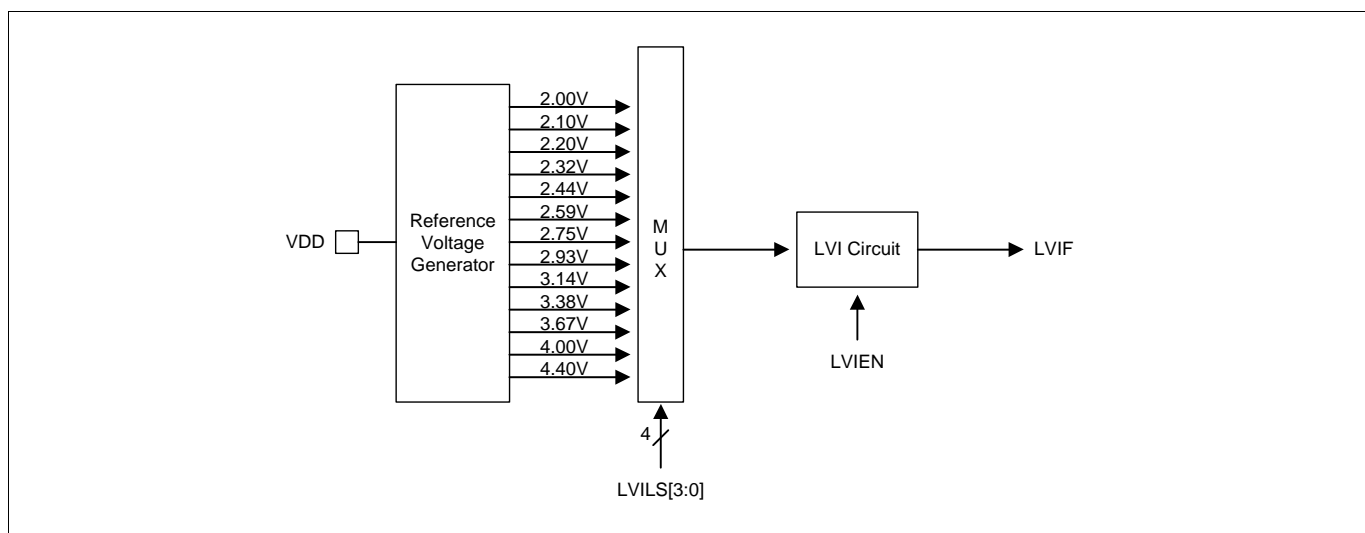 2.00V
2.10V
2.20V
2.32V
2.44V
2.59V
2.75V
2.93V
3.14V
3.38V
3.67V
4.00V
4.40V
VDD
Reference
Voltage
Generator
M
U
X
LVI Circuit
LVIF
LVIEN
4
LVILS[3:0]